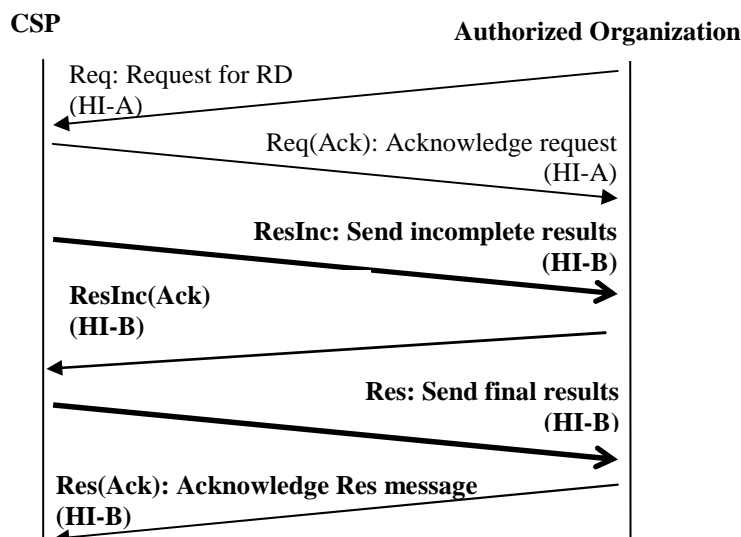 CSP
Authorized Organization
Req: Request for RD
(HI-A)
Req(Ack): Acknowledge request
(HI-A)
ResInc: Send incomplete results
(HI-B)
ResInc(Ack)
(HI-B)
Res: Send final results
(HI-B)
Res(Ack): Acknowledge Res message
(HI-B)